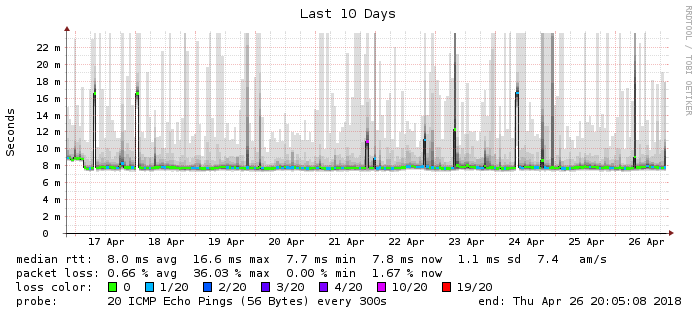 Last 10 Days
RRDTOOL / TOBI OETIKER
Seconds
22 m
20 m
18 m
16 m
14 m
12 m
10 m
8 m
6 m
4 m
2 m
0
17 Apr 18 Apr 19 Apr 20 Apr 21 Apr 22 Apr 23 Apr 24 Apr 25 Apr 26 Apr
median rtt: 8.0 ms avg 16.6 ms max 7.7 ms min 7.8 ms now 1.1 ms sd 7.4 am/s
packet loss: 0.66 % avg 36.03 % max 0.00 % min 1.67 % now
loss color: 0 1/20 2/20 3/20 4/20 10/20 19/20
probe: 20 ICMP Echo Pings (56 Bytes) every 300s end: Thu Apr 26 20:05:08 2018